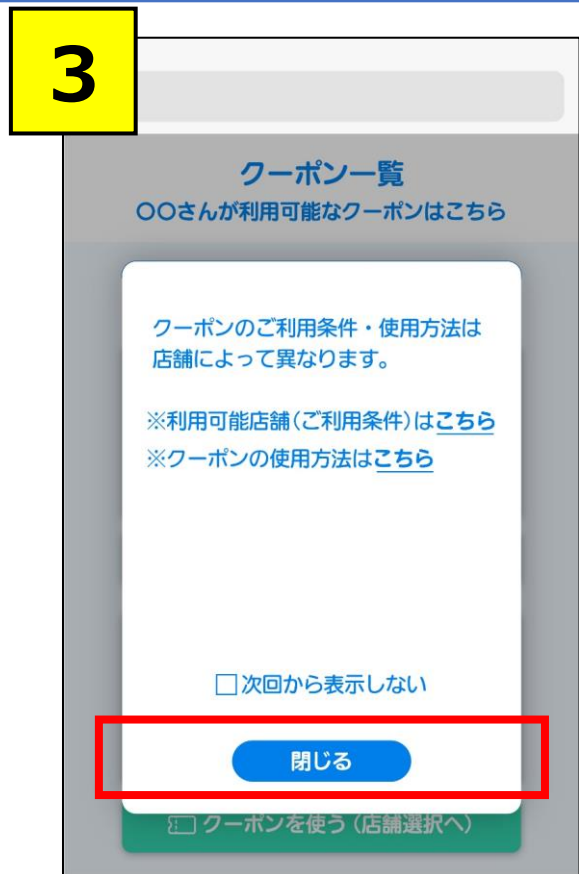 3
クーポン一覧
〇〇さんが利用可能なクーポンはこちら
クーポンのご利用条件・使用方法は
店舗によって異なります。
※利用可能店舗(ご利用条件)はこちら
※クーポンの使用方法はこちら
□次回から表示しない
閉じる
クーポンを使う(店舗選択へ)